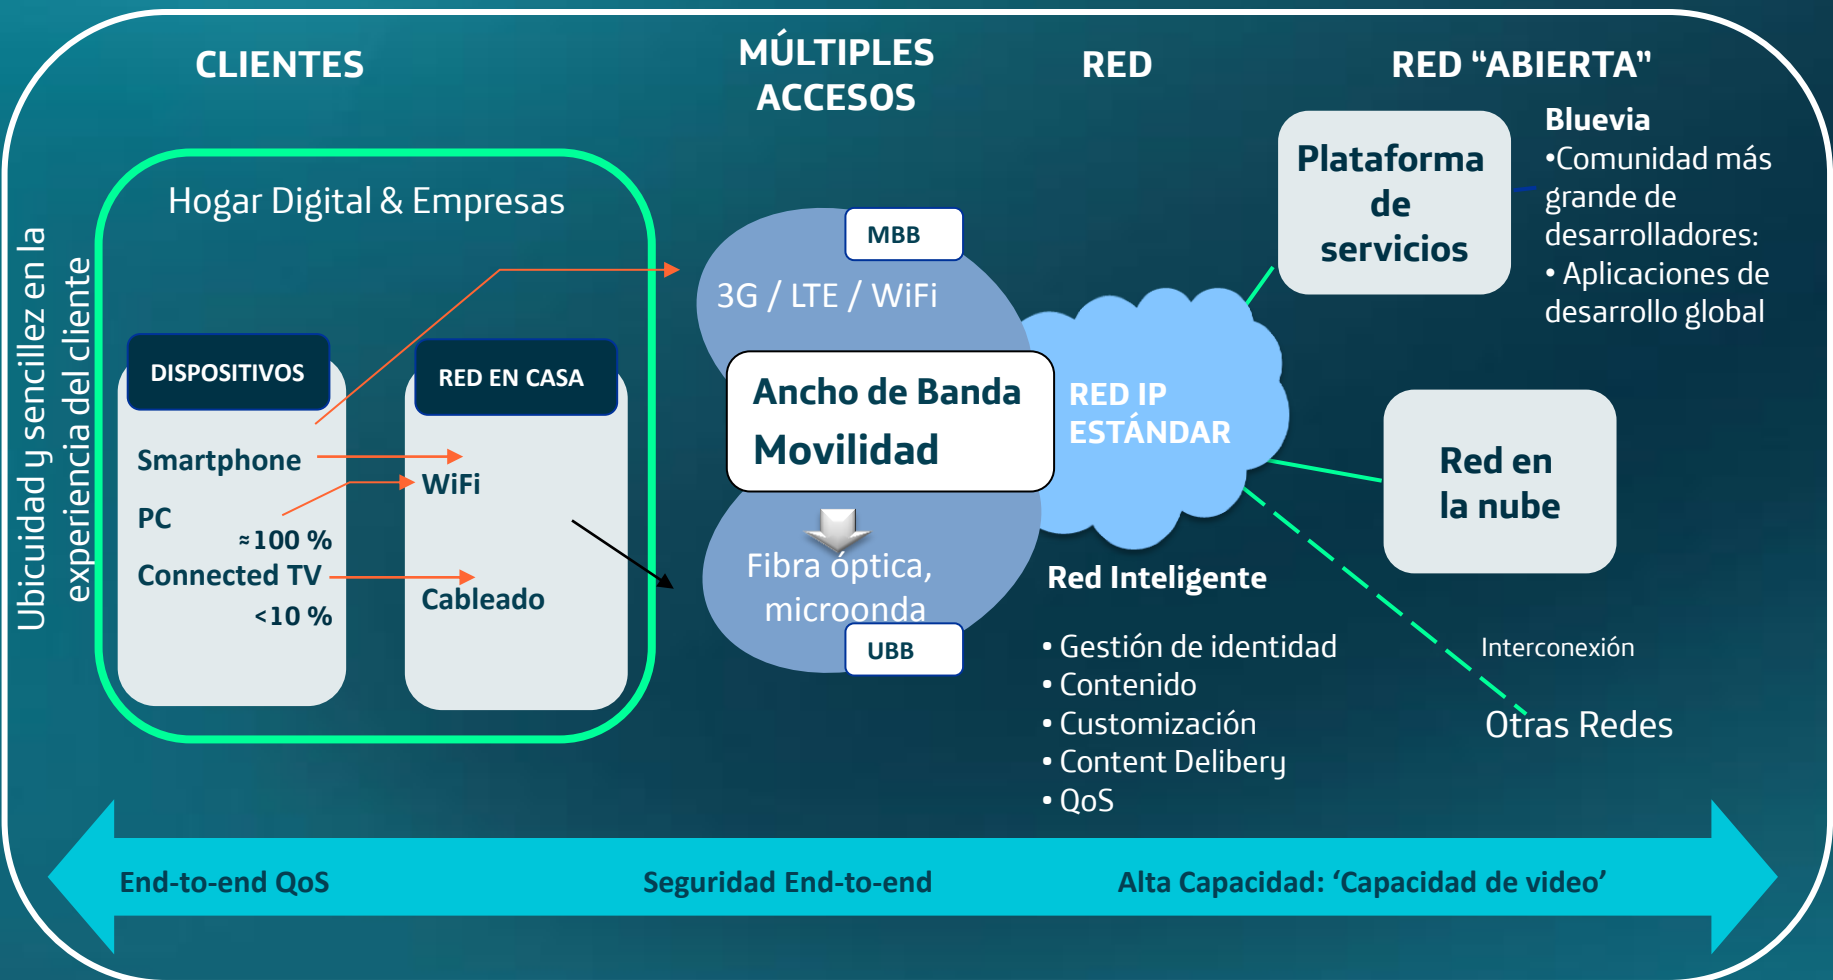 CLIENTES
MÚLTIPLES
ACCESOS
RED
RED “ABIERTA”
Ubicuidad y sencillez en la
experiencia del cliente
Hogar Digital & Empresas
DISPOSITIVOS
Smartphone
PC
≈100 %
Connected TV
<10 %
RED EN CASA
WiFi
Cableado
MBB
3G / LTE / WiFi
Ancho de Banda
Movilidad
Fibra óptica,
microonda
UBB
RED IP
ESTÁNDAR
Red Inteligente
• Gestión de identidad
• Contenido
• Customización
• Content Delibery
• QoS
Plataforma
de
servicios
Bluevia
•Comunidad más
grande de
desarrolladores:
• Aplicaciones de
desarrollo global
Red en
la nube
Interconexión
Otras Redes
End-to-end QoS
Seguridad End-to-end
Alta Capacidad: ‘Capacidad de video’